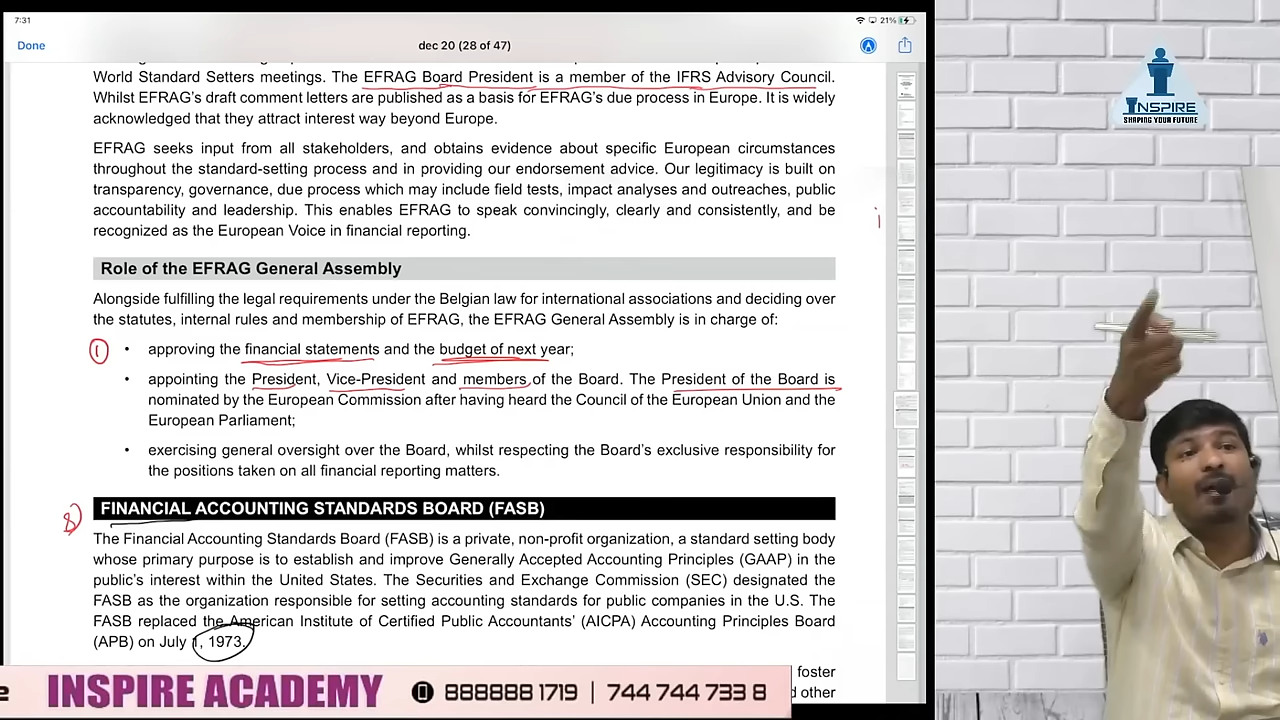 7:31
21%
Done
dec 20 (28 of 47)
World Standard Setters meetings. The EFRAG Board President is a member of the IFRS Advisory Council.
Whilst EFRAG's draft comment letters are published as a basis for EFRAG's due process in Europe. It is widely
acknowledged that they attract interest very beyond Europe.
EFRAG seeks from all stakeholders, and obtains evidence about specific European circumstances
throughout the standard-setting process and in providing our endorsement advice. Our legitimacy is built on
transparency, governance, due process which may include field tests, impact analyses and outreaches, public
accountability and leadership. This enables EFRAG to speak convincingly, clearly and consistently, and be
recognized as the European Voice in financial reporting.
Role of the EFRAG General Assembly
Alongside fulfilling the legal requirements under the Belgian law for international associations and deciding over
the statutes, internal rules and members of EFRAG, the EFRAG General Assembly is in charge of:
1 • approving the financial statements and the budget of next year;
• appointing the President, Vice-President and members of the Board. The President of the Board is
nominated by the European Commission after having heard the Council of the European Union and the
European Parliament.
• exercising general oversight over the Board, whilst respecting the Board's exclusive responsibility for
the positions taken on all financial reporting matters.
8) FINANCIAL ACCOUNTING STANDARDS BOARD (FASB)
The Financial Accounting Standards Board (FASB) is a private, non-profit organization, a standard setting body
whose primary purpose is to establish and improve Generally Accepted Accounting Principles (GAAP) in the
public's interest within the United States. The Securities and Exchange Commission (SEC) designated the
FASB as the organization responsible for setting accounting standards for public companies in the U.S. The
FASB replaced the American Institute of Certified Public Accountants' (AICPA) Accounting Principles Board
(APB) on July 1973.
foster
other
INSPIRE ACADEMY 888888 1719 | 744 744 733 8
INSPIRE
SHAPING YOUR FUTURE